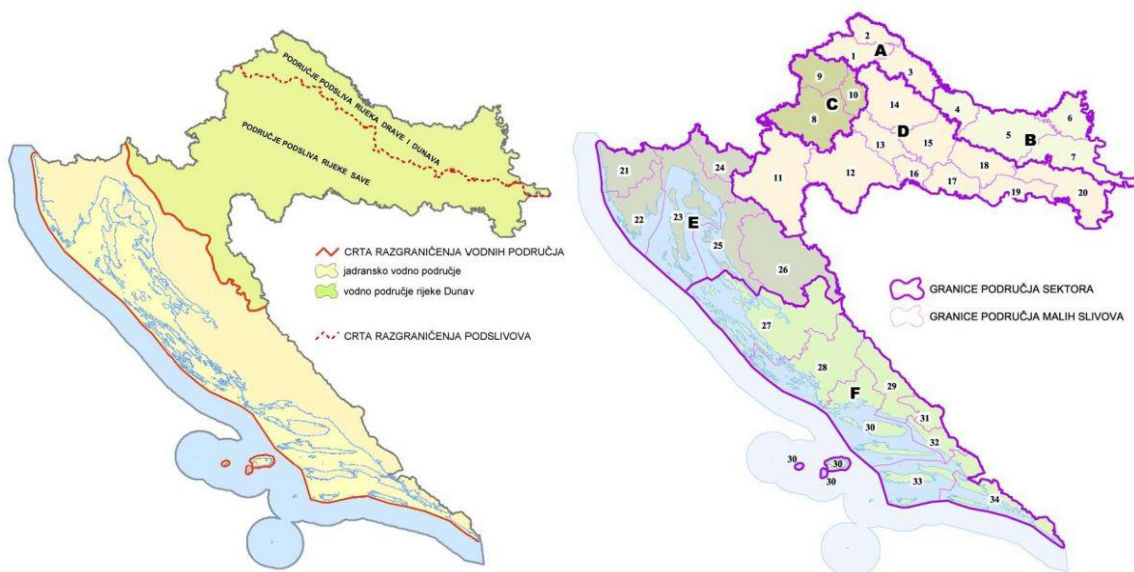 PODRUČJE PODSLIVA RIJEKA DRAVE I DUNAVA
PODRUČJE PODSLIVA RIJEKE SAVE
CRTA RAZGRANIČENJA VODNIH PODRUČJA
jadransko vodno područje
vodno područje rijeke Dunav
CRTA RAZGRANIČENJA PODSLIVOVA
2
1
A
3
9
10
C
8
14
4
6
5
B
D
13
15
7
11
12
16
17
18
19
20
21
24
22
23
E
25
26
GRANICE PODRUČJA SEKTORA
GRANICE PODRUČJA MALIH SLIVOVA
27
28
29
F
30
31
32
30
30
30
33
34